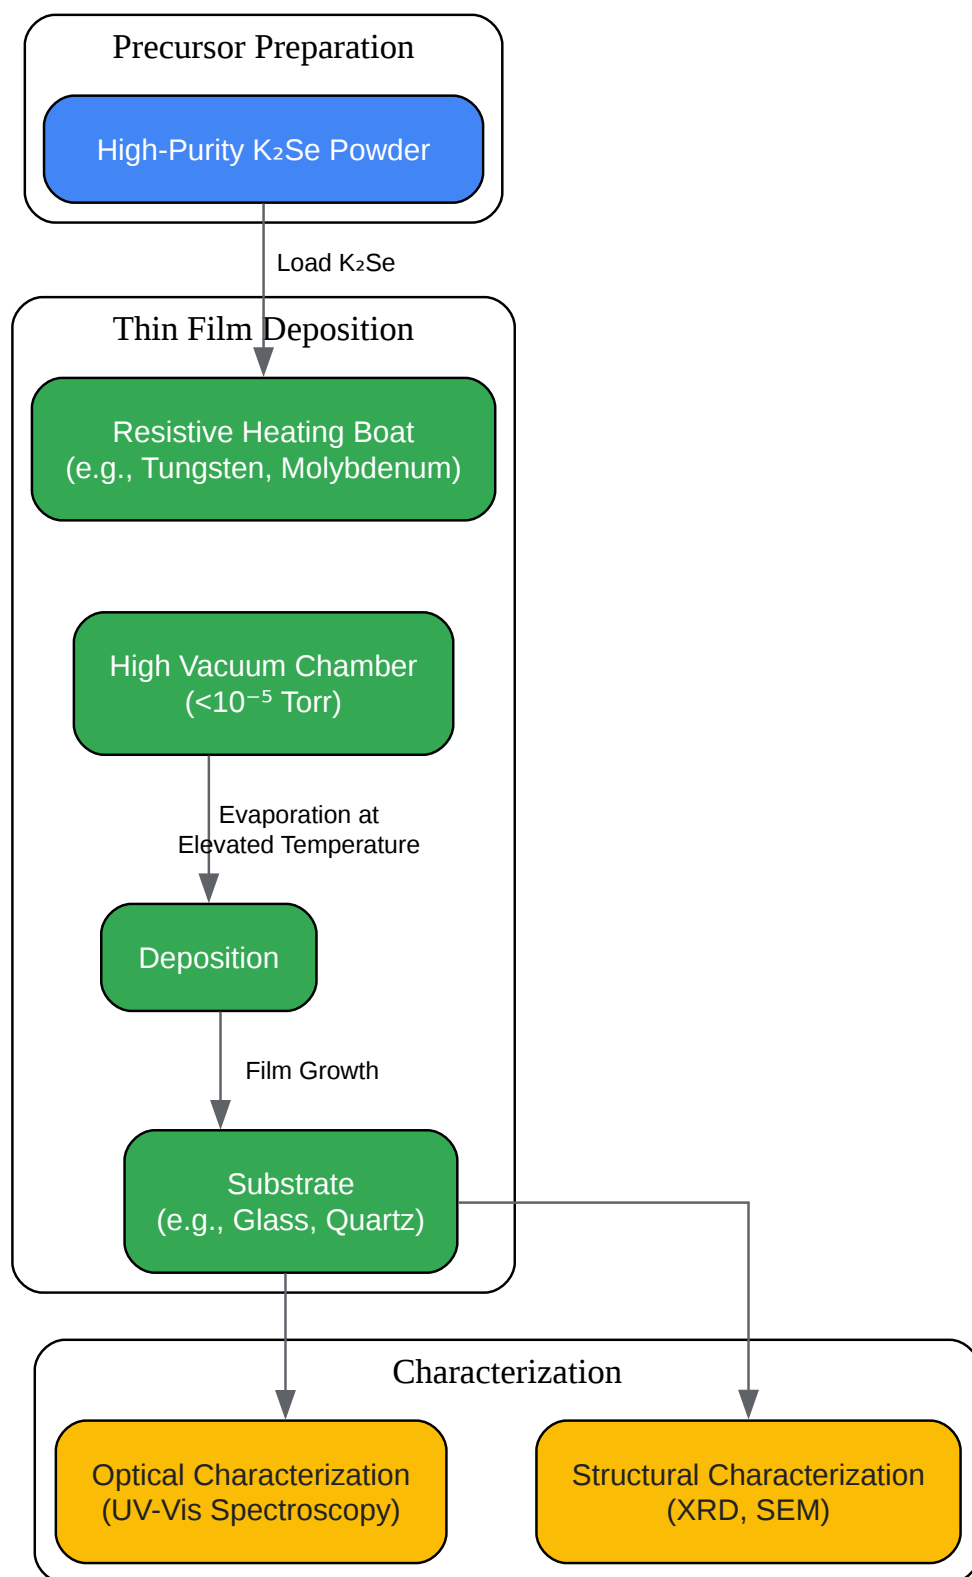 Precursor Preparation
High-Purity K₂Se Powder
Load K₂Se
Thin Film Deposition
Resistive Heating Boat
(e.g., Tungsten, Molybdenum)
High Vacuum Chamber
(<10⁻⁵ Torr)
Evaporation at
Elevated Temperature
Deposition
Film Growth
Substrate
(e.g., Glass, Quartz)
Characterization
Optical Characterization
(UV-Vis Spectroscopy)
Structural Characterization
(XRD, SEM)